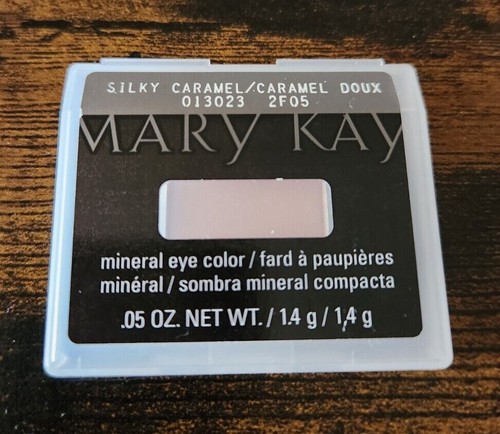 SILKY CARAMEL/CARAMEL DOUX
013023 2F05
MARY KAY
mineral eye color / fard à paupières
minéral / sombra mineral compacta
.05 OZ. NET WT. / 1.4 g / 1,4 g